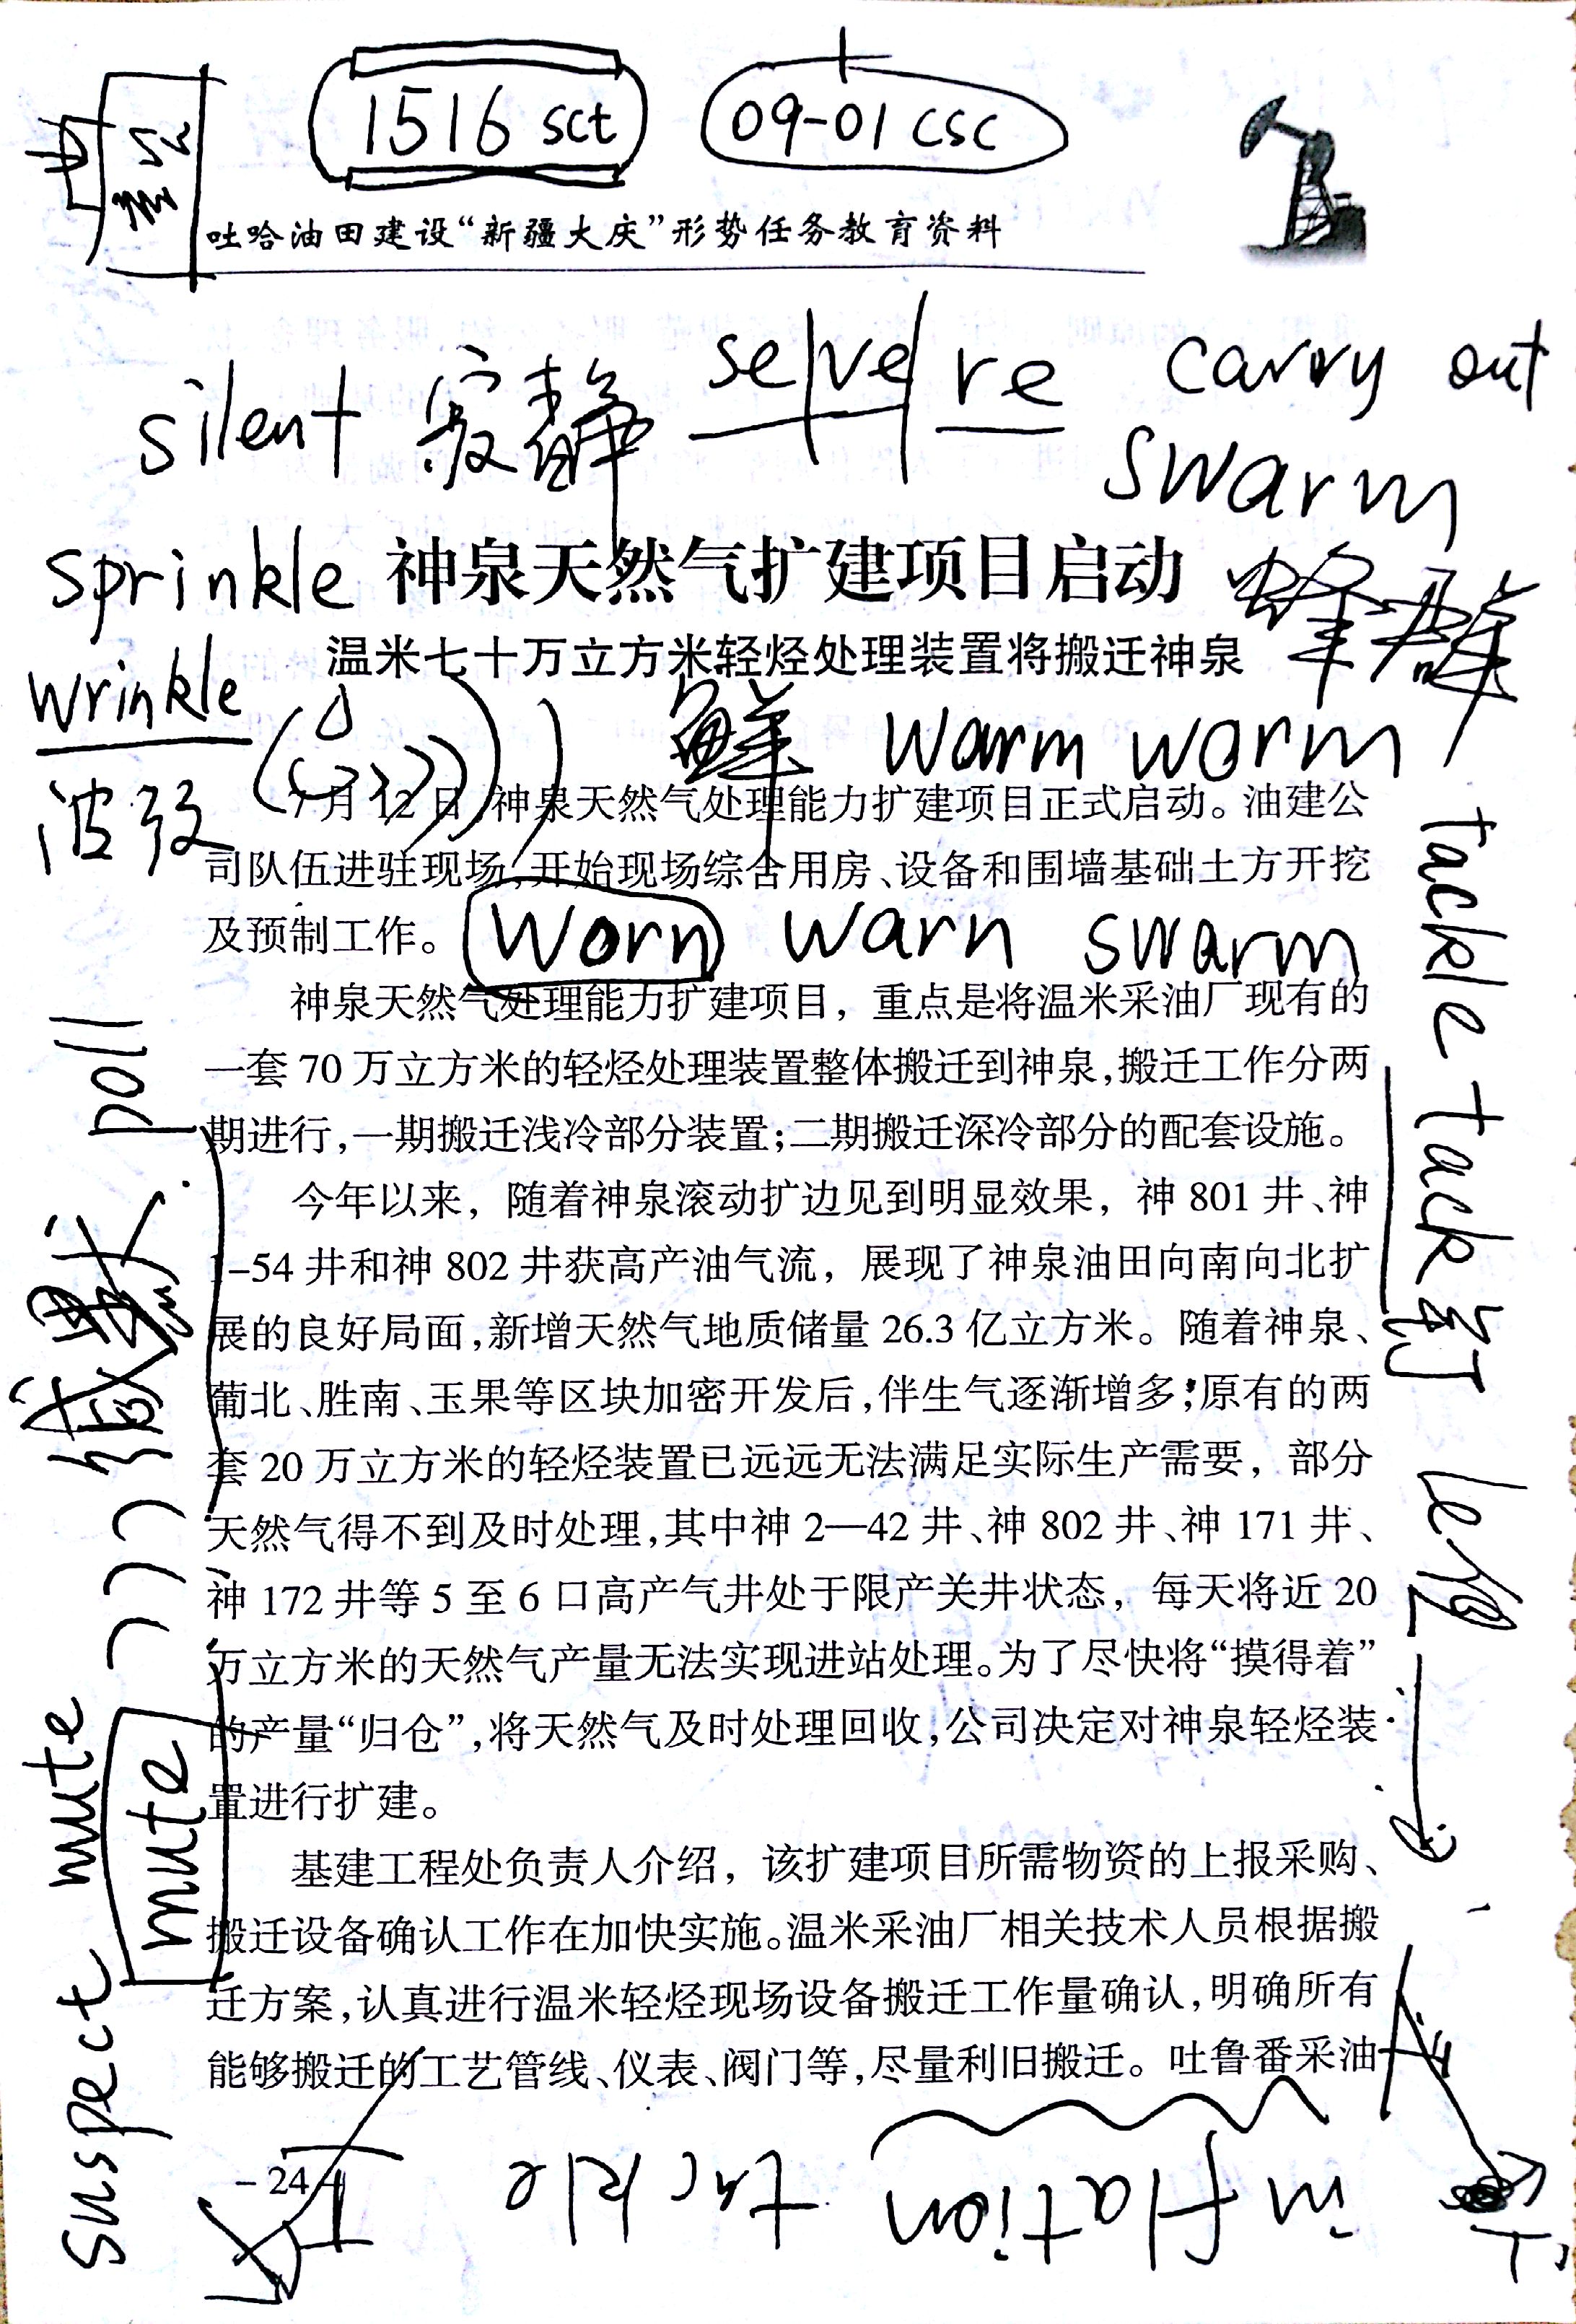 1516 sct
09-01 csc
吐哈油田建设“新疆大庆”形势任务教育资料
silent 寂静 se/ve/re carry out
swarm
sprinkle
神泉天然气扩建项目启动
蜂群
温米七十万立方米轻烃处理装置将搬迁神泉
wrinkle
鲜 warm worm
波纹
7月12日,神泉天然气处理能力扩建项目正式启动。油建公
司队伍进驻现场,开始现场综合用房、设备和围墙基础土方开挖
及预制工作。
worn warn swarm
神泉天然气处理能力扩建项目，重点是将温米采油厂现有的
一套70万立方米的轻烃处理装置整体搬迁到神泉,搬迁工作分两
期进行,一期搬迁浅冷部分装置;二期搬迁深冷部分的配套设施。
今年以来，随着神泉滚动扩边见到明显效果，神801井、神
1-54井和神802井获高产油气流，展现了神泉油田向南向北扩
展的良好局面,新增天然气地质储量26.3亿立方米。随着神泉、
葡北、胜南、玉果等区块加密开发后,伴生气逐渐增多;原有的两
套20万立方米的轻烃装置已远远无法满足实际生产需要，部分
天然气得不到及时处理,其中神2—42井、神802井、神171井、
神172井等5至6口高产气井处于限产关井状态，每天将近20
万立方米的天然气产量无法实现进站处理。为了尽快将“摸得着”
的产量“归仓”,将天然气及时处理回收,公司决定对神泉轻烃装
置进行扩建。
基建工程处负责人介绍，该扩建项目所需物资的上报采购、
搬迁设备确认工作在加快实施。温米采油厂相关技术人员根据搬
迁方案,认真进行温米轻烃现场设备搬迁工作量确认,明确所有
能够搬迁的工艺管线、仪表、阀门等,尽量利旧搬迁。吐鲁番采油
-24-
tackle tack 钉
poll
suspect mute
mute
inflation tackle